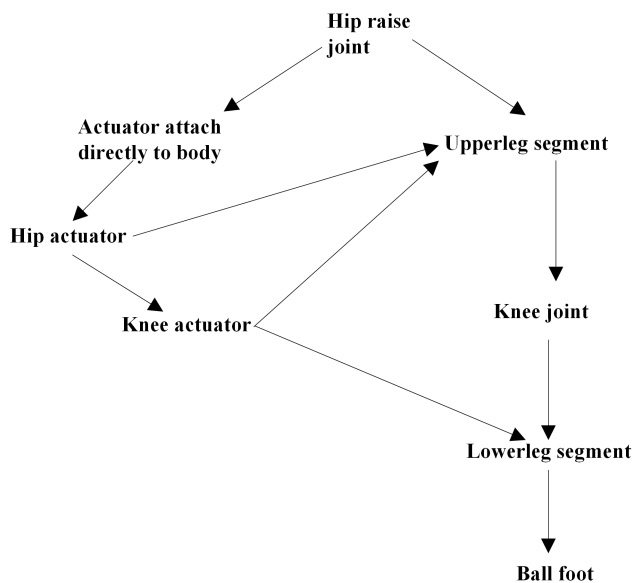 Hip raise
joint
Actuator attach
directly to body
Upperleg segment
Hip actuator
Knee actuator
Knee joint
Lowerleg segment
Ball foot